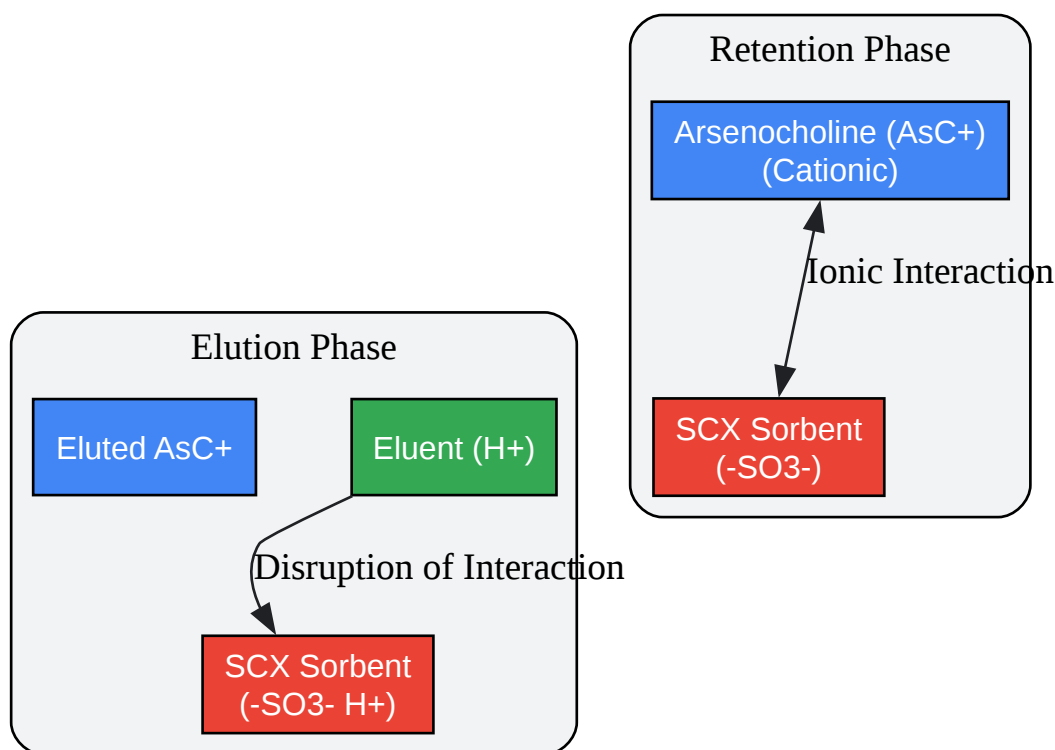 Retention Phase
Arsenocholine (AsC+)
(Cationic)
Ionic Interaction
SCX Sorbent
(-SO3-)
Elution Phase
Eluted AsC+
Eluent (H+)
Disruption of Interaction
SCX Sorbent
(-SO3- H+)